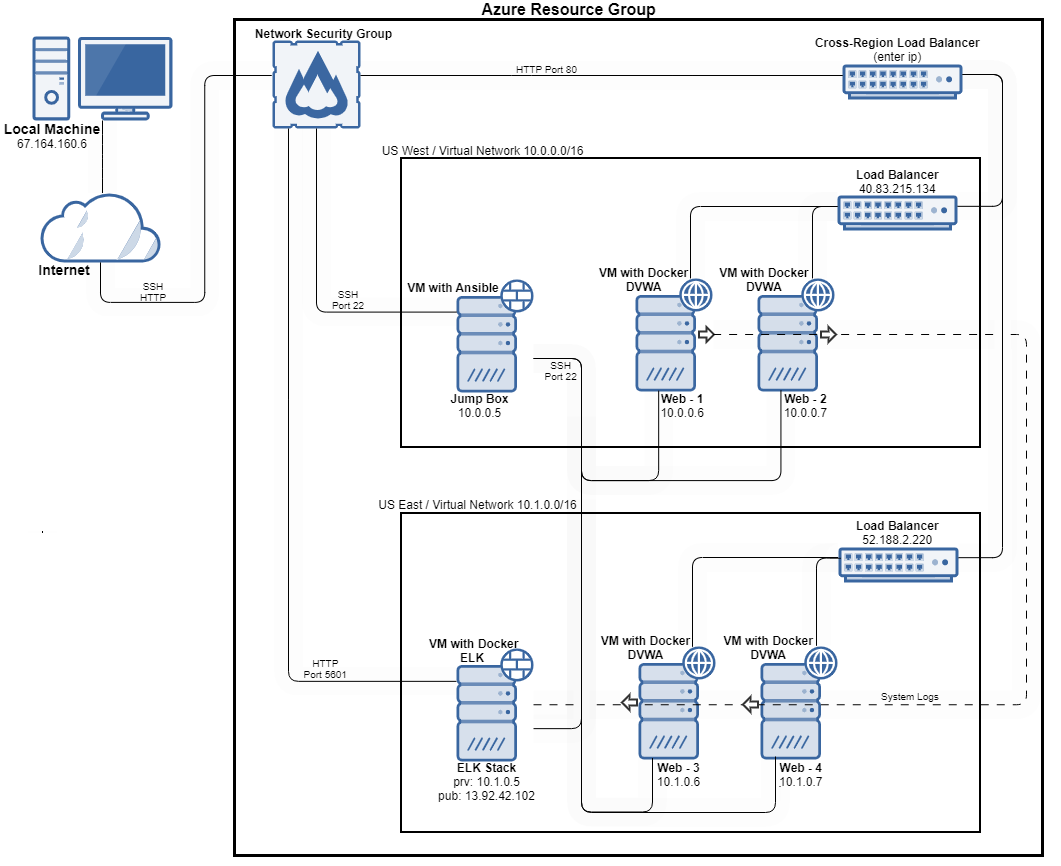 Azure Resource Group
Network Security Group
Cross-Region Load Balancer
(enter ip)
HTTP Port 80
Local Machine
67.164.160.6
US West / Virtual Network 10.0.0.0/16
Load Balancer
40.83.215.134
Internet
SSH
HTTP
VM with Ansible
SSH
Port 22
VM with Docker
DVWA
VM with Docker
DVWA
SSH
Port 22
Jump Box
10.0.0.5
Web - 1
10.0.0.6
Web - 2
10.0.0.7
US East / Virtual Network 10.1.0.0/16
Load Balancer
52.188.2.220
VM with Docker
ELK
VM with Docker
DVWA
VM with Docker
DVWA
HTTP
Port 5601
System Logs
ELK Stack
prv: 10.1.0.5
pub: 13.92.42.102
Web - 3
10.1.0.6
Web - 4
10.1.0.7